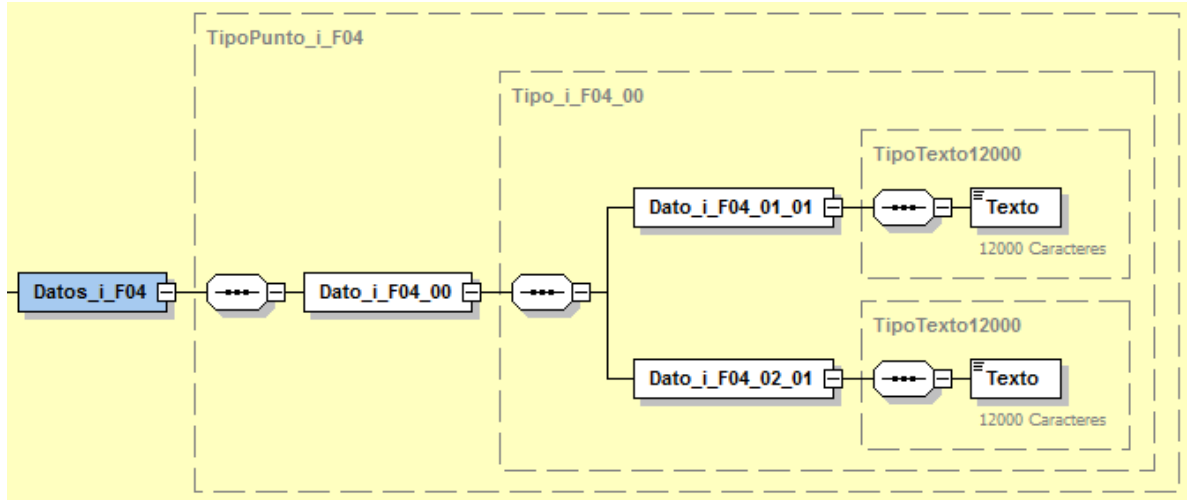 TipoPunto_i_F04
Tipo_i_F04_00
TipoTexto12000
Dato_i_F04_01_01
Texto
12000 Caracteres
Datos_i_F04
Dato_i_F04_00
TipoTexto12000
Dato_i_F04_02_01
Texto
12000 Caracteres